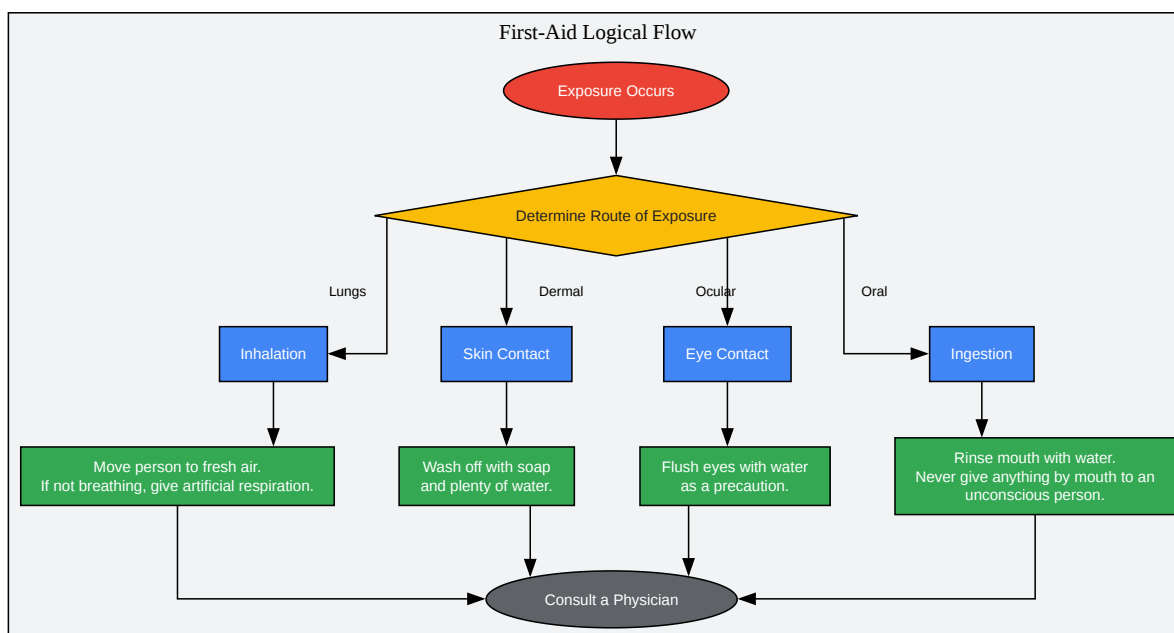 First-Aid Logical Flow
Exposure Occurs
Determine Route of Exposure
Lungs
Dermal
Ocular
Oral
Inhalation
Skin Contact
Eye Contact
Ingestion
Move person to fresh air.
If not breathing, give artificial respiration.
Wash off with soap
and plenty of water.
Flush eyes with water
as a precaution.
Rinse mouth with water.
Never give anything by mouth to an
unconscious person.
Consult a Physician